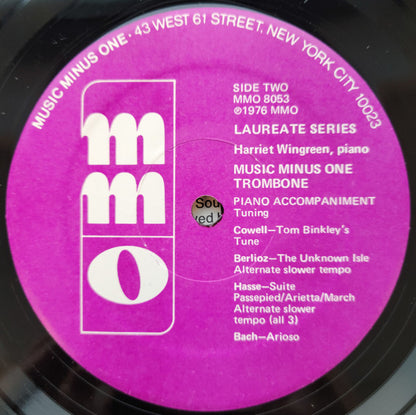 MUSIC MINUS ONE · 43 WEST 61 STREET, NEW YORK CITY 10023
mmo
SIDE TWO
MMO 8053
℗1976 MMO
LAUREATE SERIES
Harriet Wingreen, piano
MUSIC MINUS ONE
TROMBONE
PIANO ACCOMPANIMENT
Tuning
Cowell—Tom Binkley's
Tune
Berlioz—The Unknown Isle
Alternate slower tempo
Hasse—Suite
Passepied/Arietta/March
Alternate slower
tempo (all 3)
Bach—Arioso